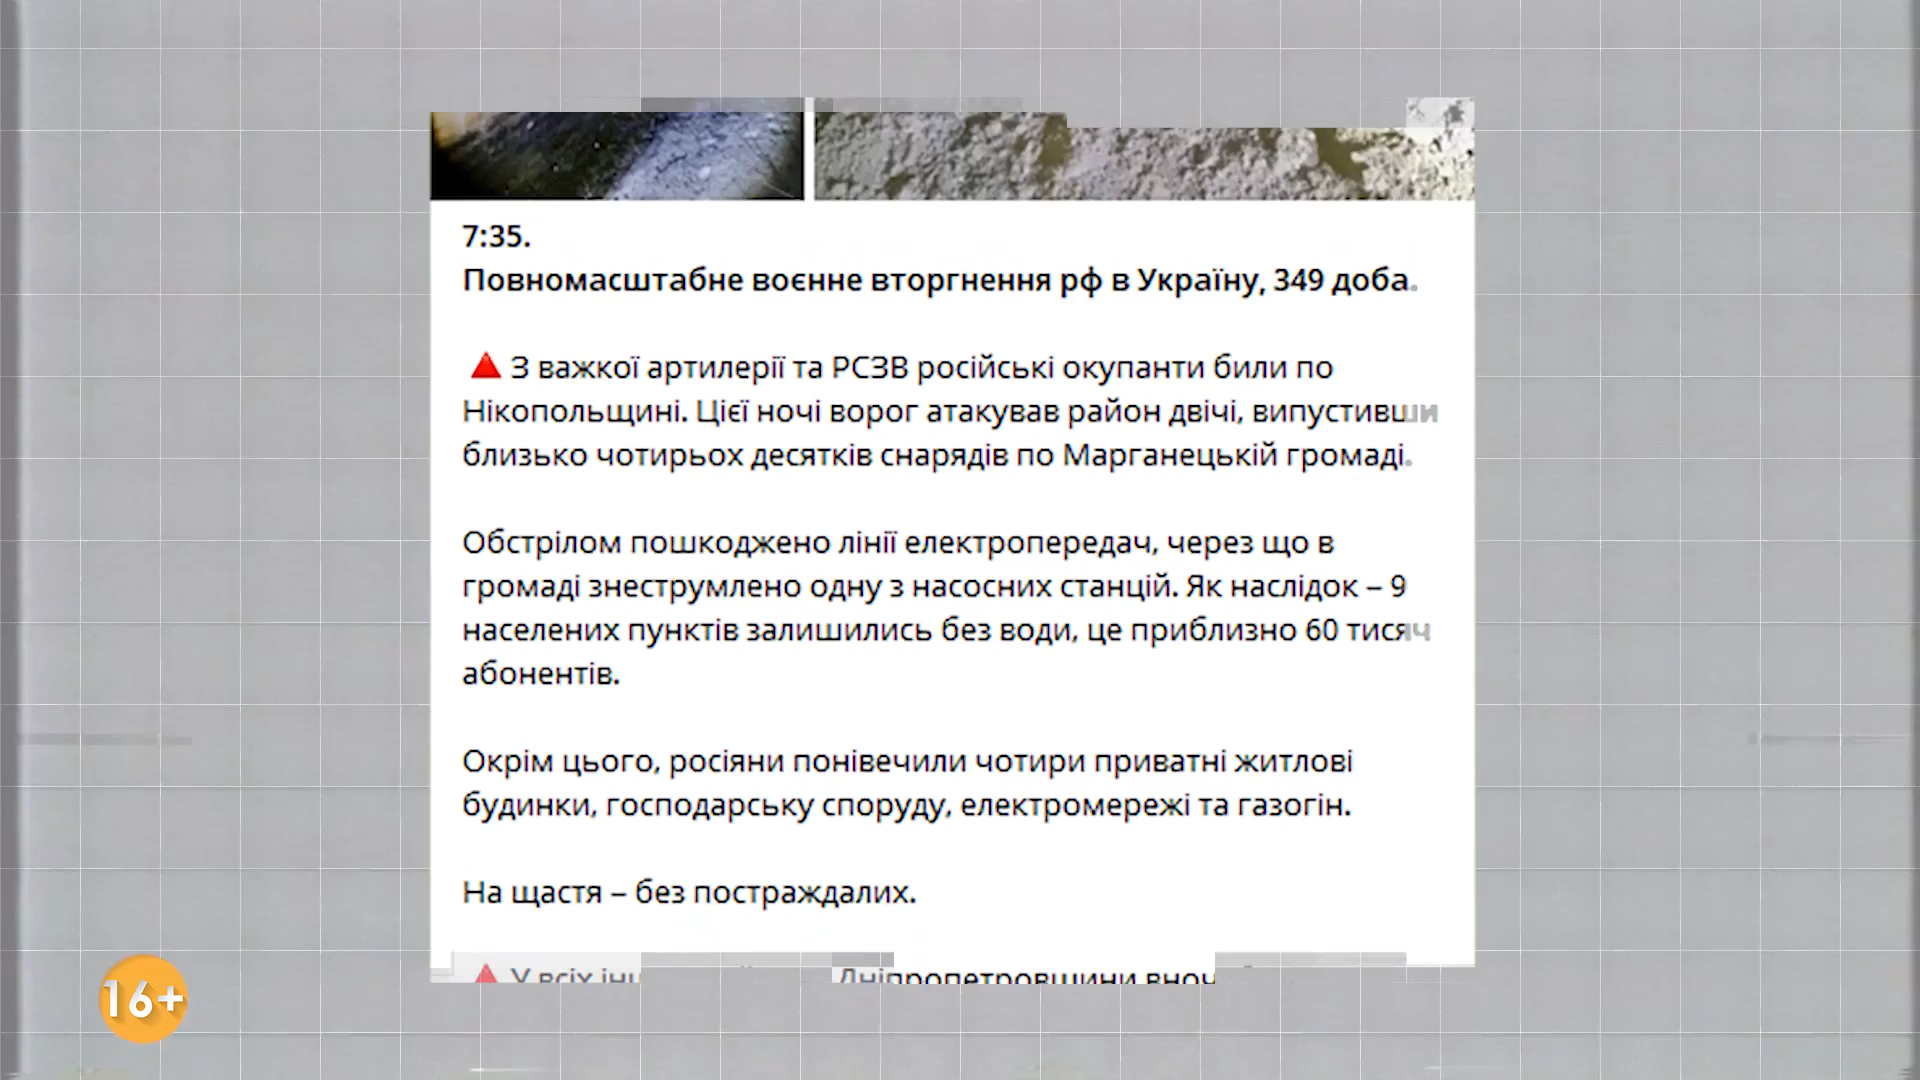 7:35.
Повномасштабне воєнне вторгнення рф в Україну, 349 доба.
🔺 З важкої артилерії та РСЗВ російські окупанти били по
Нікопольщині. Цієї ночі ворог атакував район двічі, випустивши
близько чотирьох десятків снарядів по Марганецькій громаді.
Обстрілом пошкоджено лінії електропередач, через що в
громаді знеструмлено одну з насосних станцій. Як наслідок – 9
населених пунктів залишились без води, це приблизно 60 тисяч
абонентів.
Окрім цього, росіяни понівечили чотири приватні житлові
будинки, господарську споруду, електромережі та газогін.
На щастя – без постраждалих.
🔺 У всіх Дніпропетровщини
16+